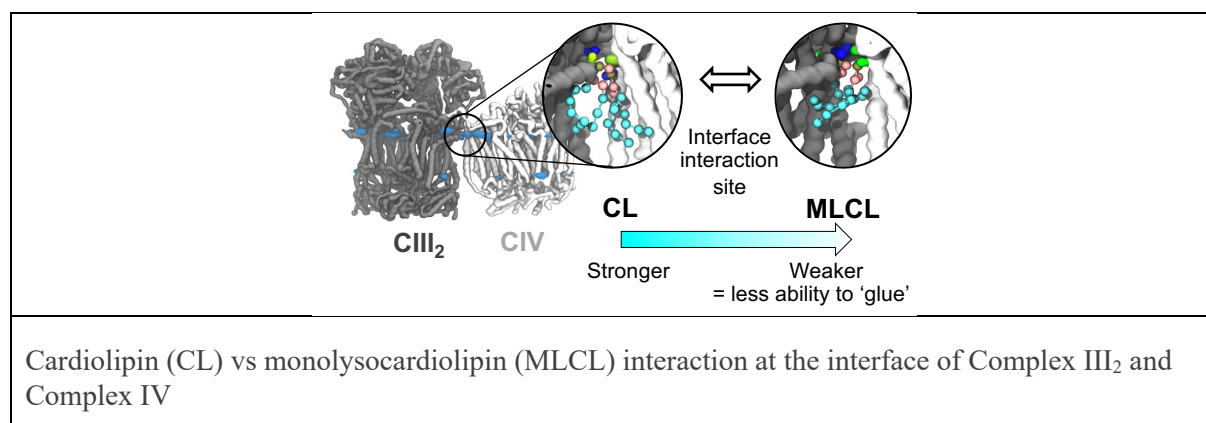 Interface
interaction
site
CL
MLCL
CIII₂
CIV
Stronger
Weaker
= less ability to ‘glue’
Cardiolipin (CL) vs monolysocardiolipin (MLCL) interaction at the interface of Complex III₂ and
Complex IV